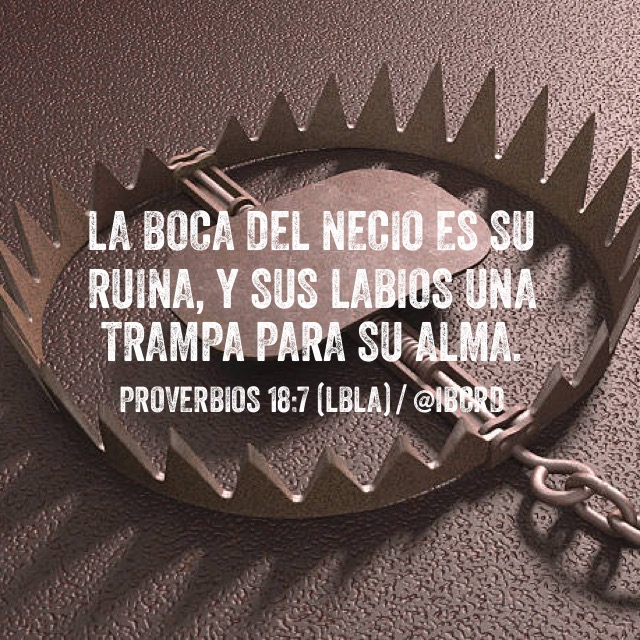 LA BOCA DEL NECIO ES SU
RUINA, Y SUS LABIOS UNA
TRAMPA PARA SU ALMA.
PROVERBIOS 18:7 (LBLA) / @IBCRD